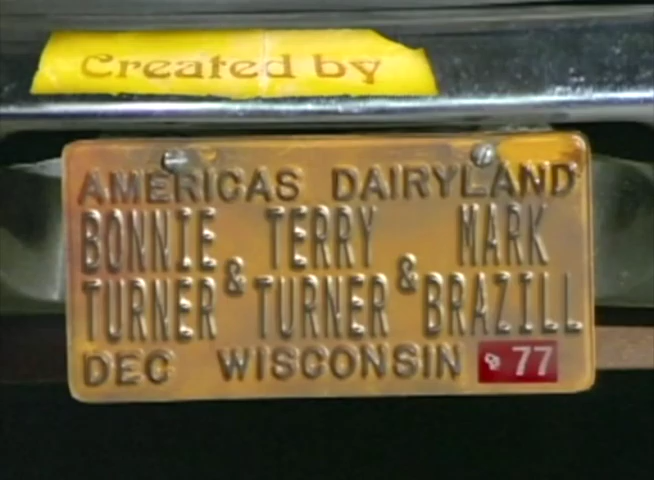 Created by
AMERICAS DAIRYLAND
BONNIE TERRY MARK
TURNER & TURNER & BRAZILL
DEC WISCONSIN 77